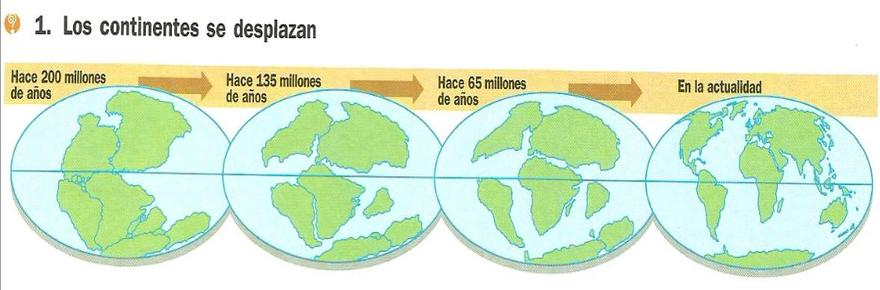 1. Los continentes se desplazan
Hace 200 millones
de años
Hace 135 millones
de años
Hace 65 millones
de años
En la actualidad